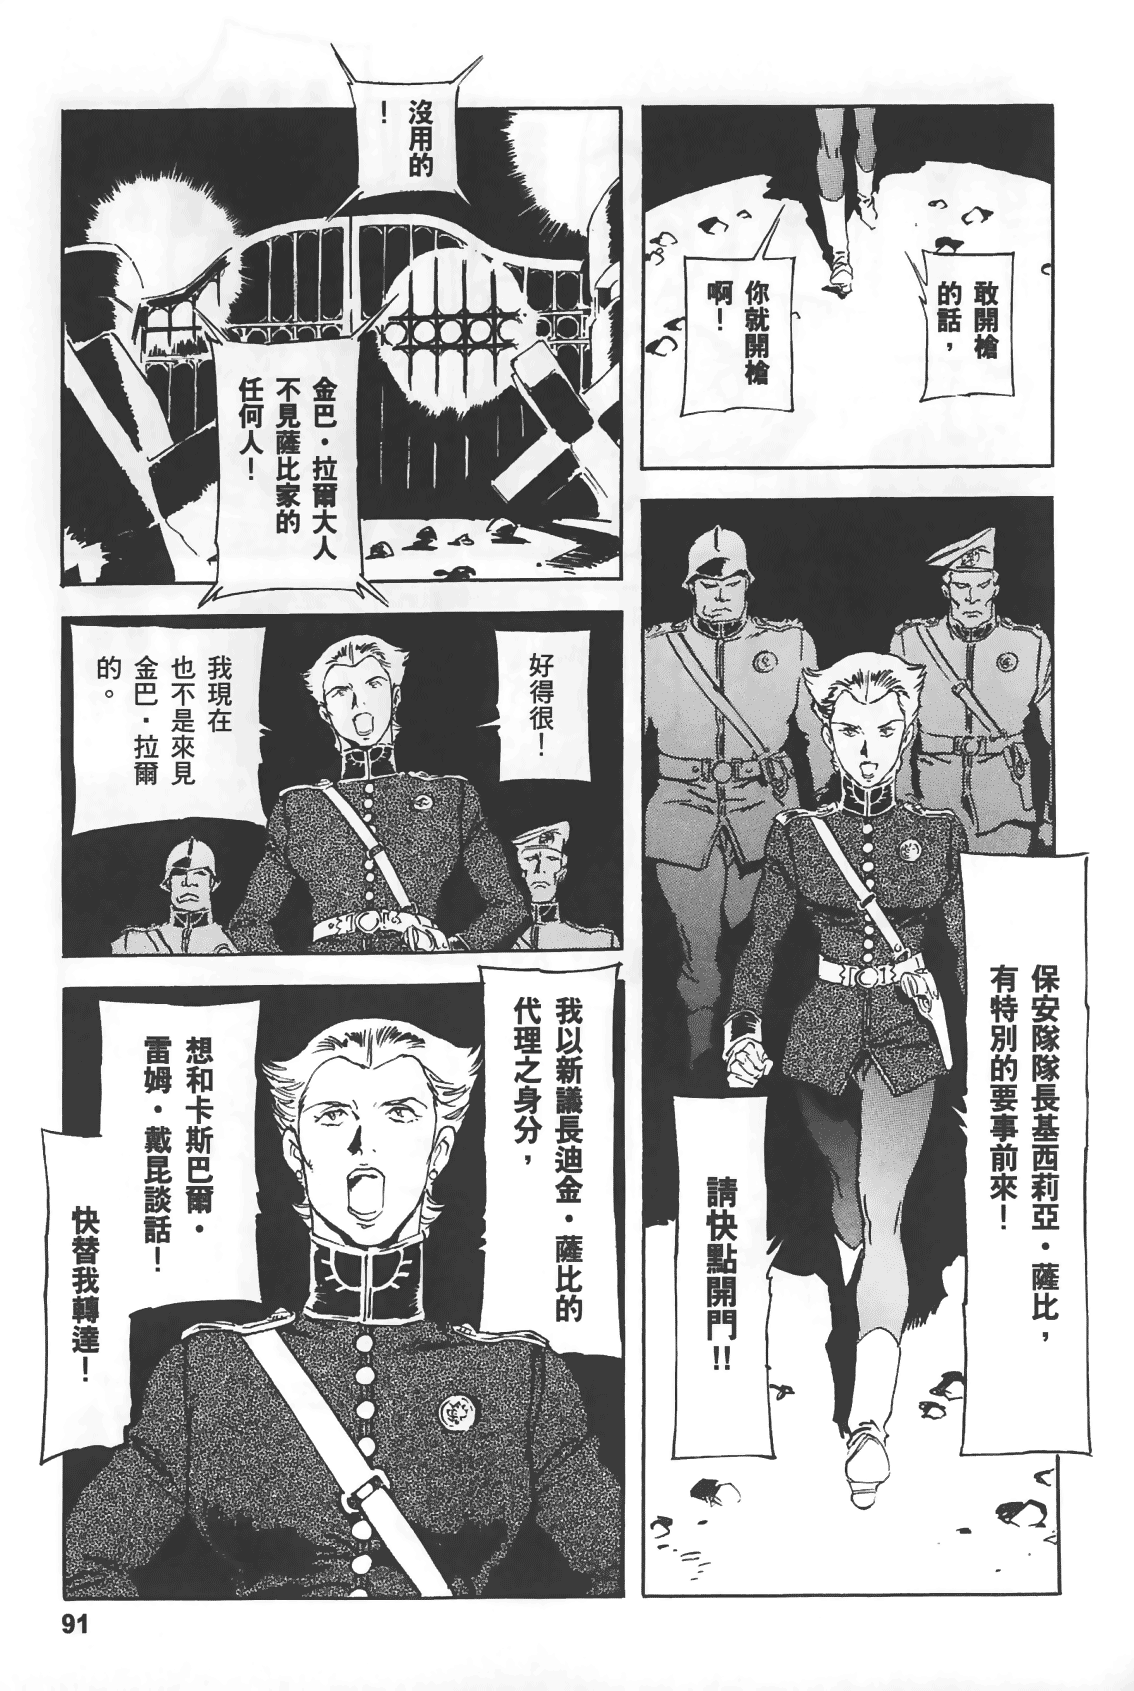 敢開槍
的話，
你就開槍
啊！
保安隊隊長基西莉亞・薩比，
有特別的要事前來！
請快點開門!!
沒用的
！
金巴・拉爾大人
不見薩比家的
任何人！
好得很！
我現在
也不是來見
金巴・拉爾
的。
我以新議長迪金・薩比的
代理之身分，
想和卡斯巴爾・
雷姆・戴昆談話！
快替我轉達！
91